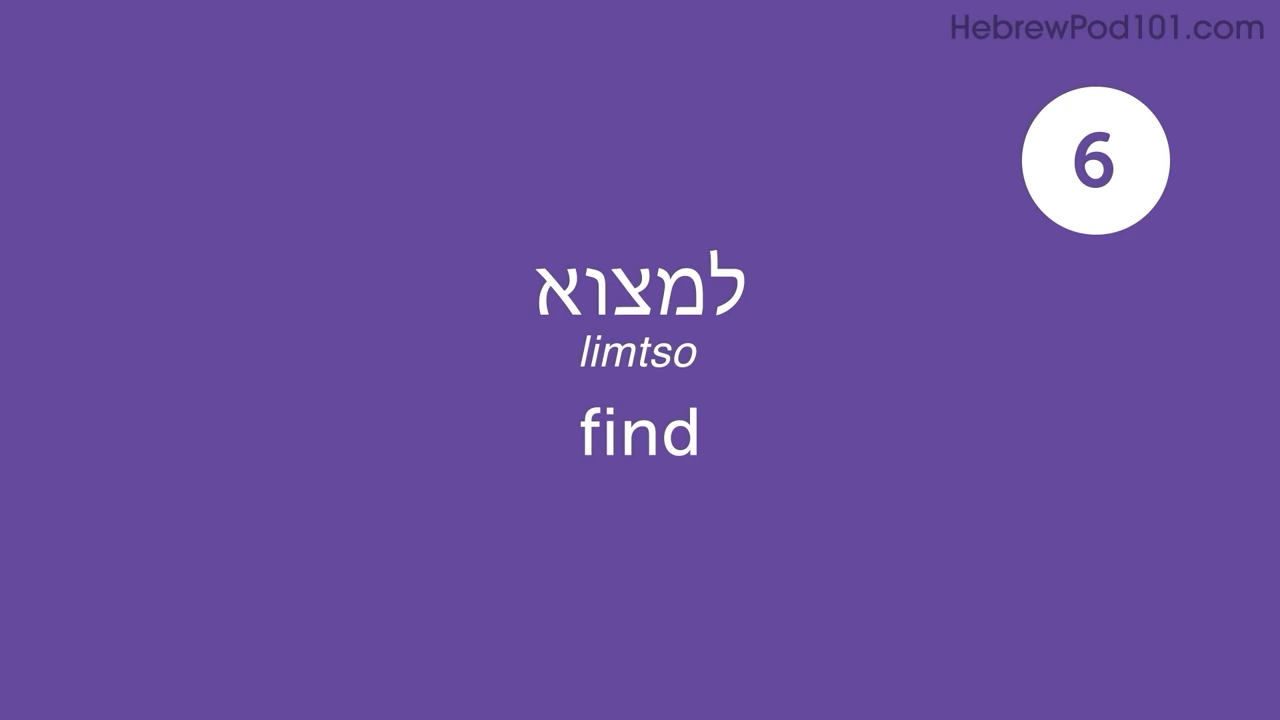 HebrewPod101.com
6
למצוא
limtso
find